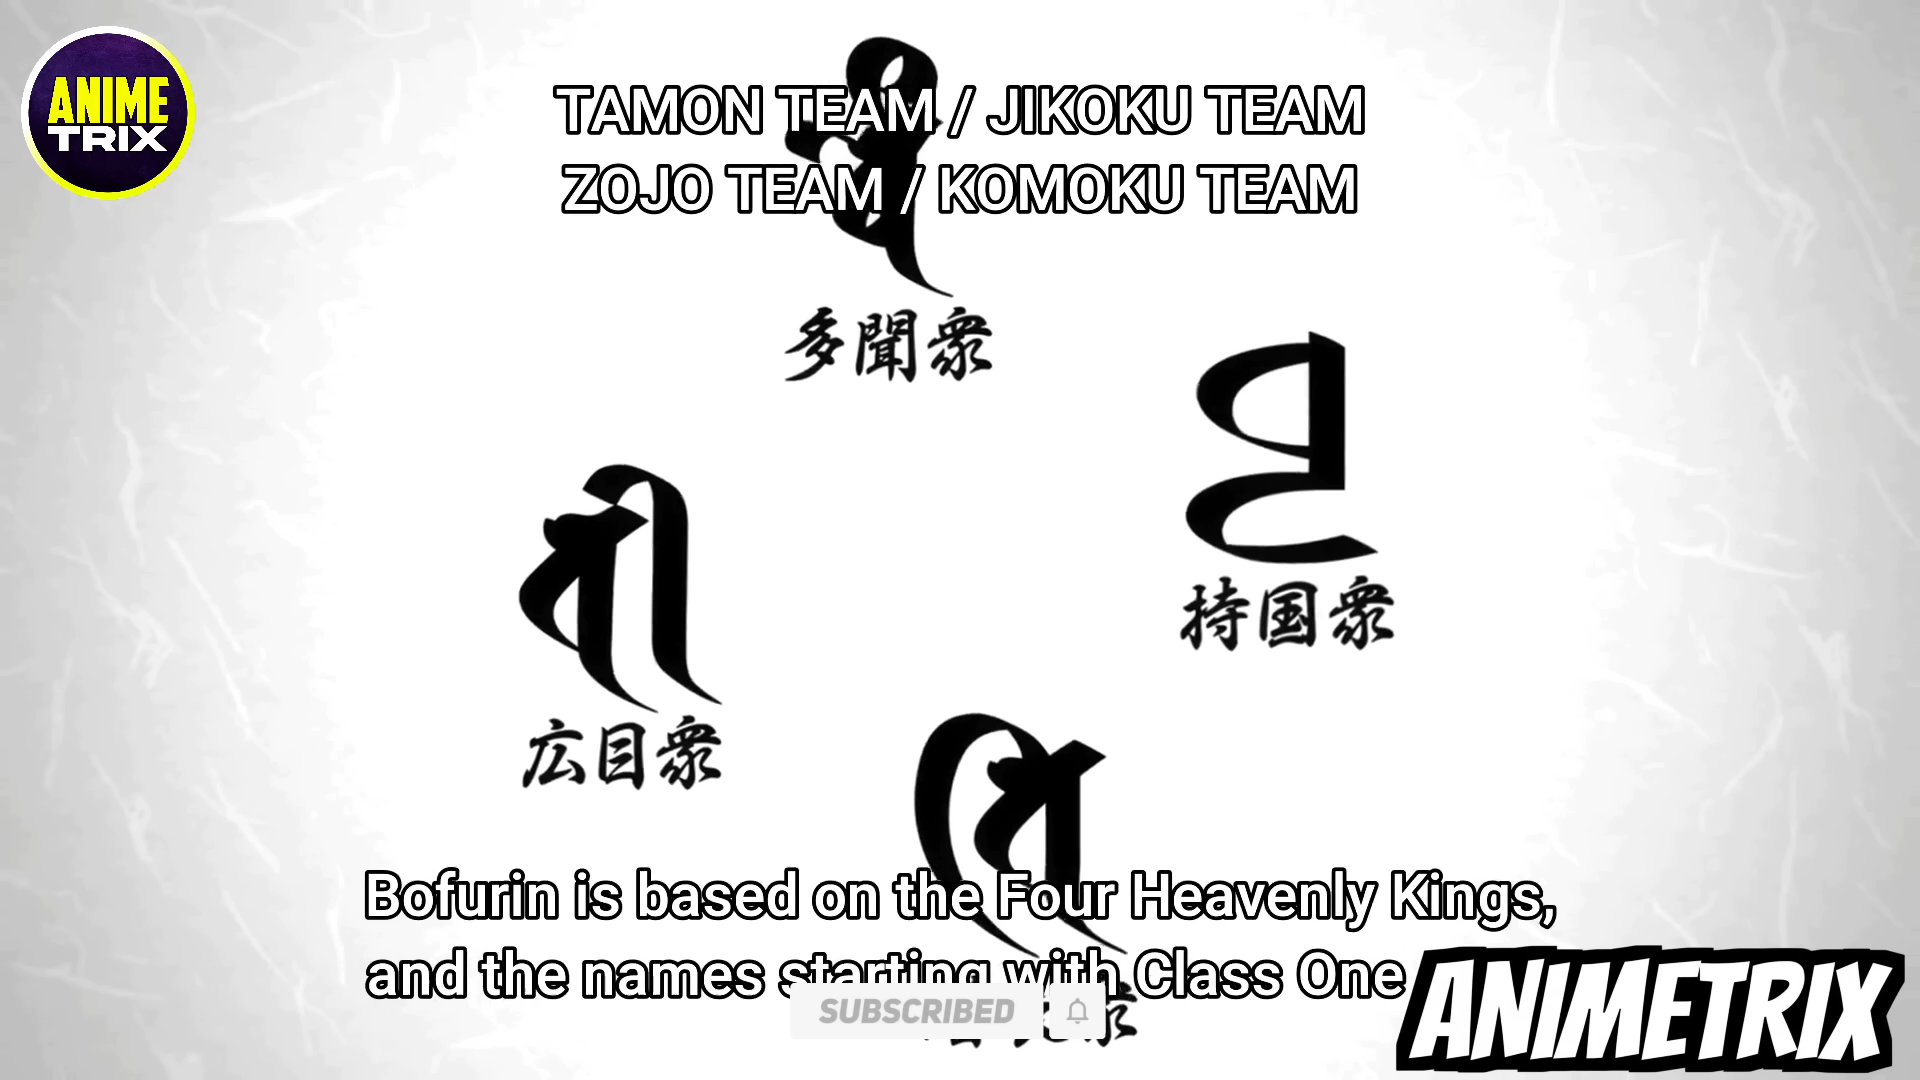 ANIME
TRIX
TAMON TEAM / JIKOKU TEAM
ZOJO TEAM / KOMOKU TEAM
多聞衆
持国衆
広目衆
Bofurin is based on the Four Heavenly Kings,
and the names starting with Class One
SUBSCRIBED
衆
ANIMETRIX